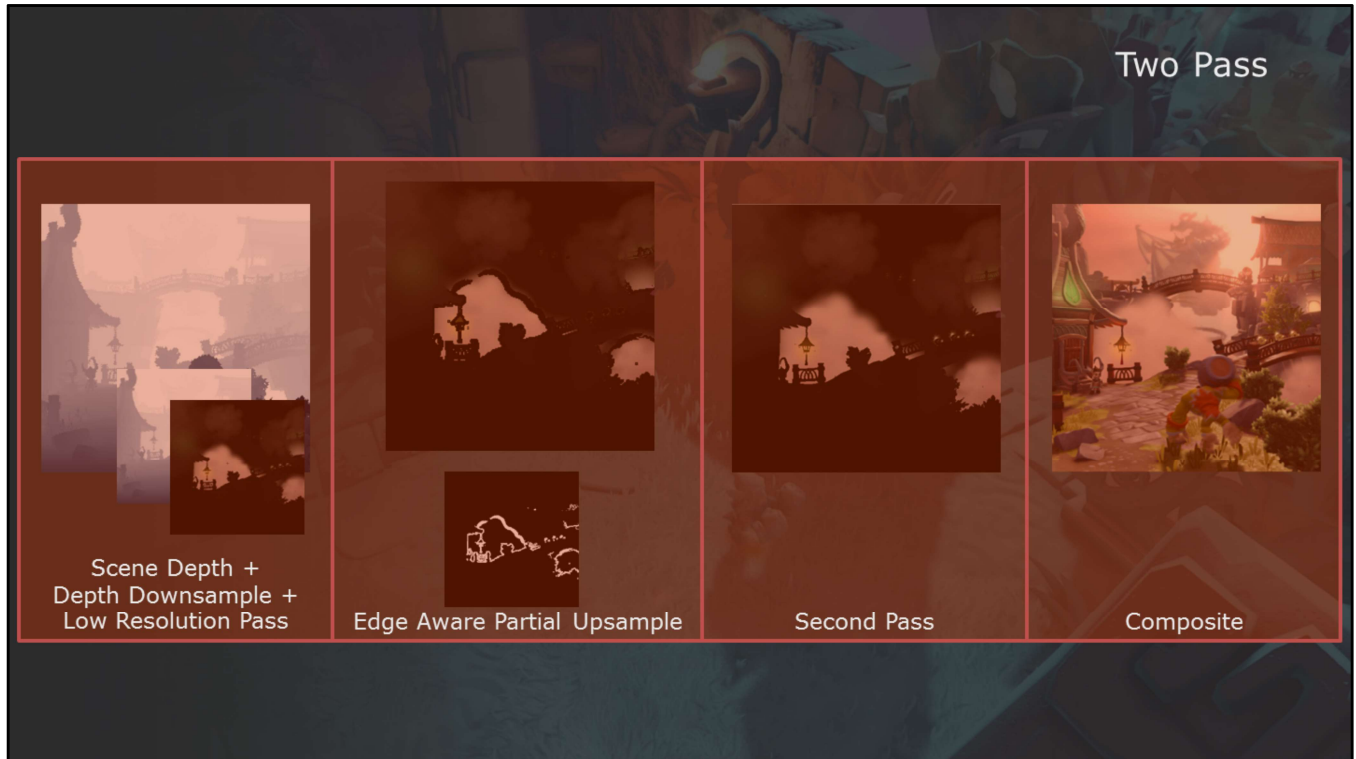 Two Pass
Scene Depth +
Depth Downsample +
Low Resolution Pass
Edge Aware Partial Upsample
Second Pass
Composite